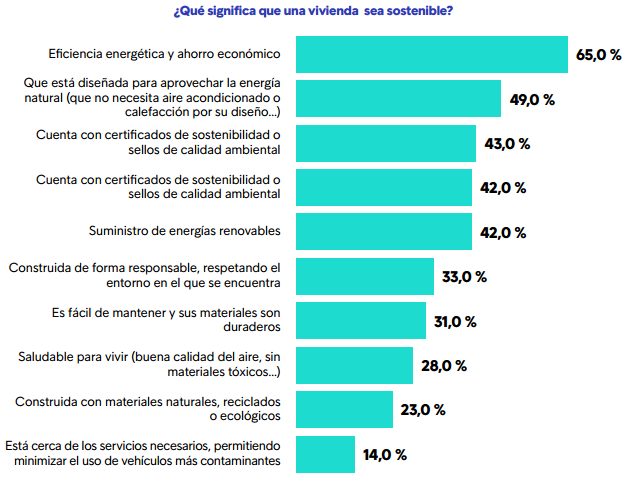 ¿Qué significa que una vivienda  sea sostenible?
Eficiencia energética y ahorro económico
65,0 %
Que está diseñada para aprovechar la energía
natural (que no necesita aire acondicionado o
calefacción por su diseño...)
49,0 %
Cuenta con certificados de sostenibilidad o
sellos de calidad ambiental
43,0 %
Cuenta con certificados de sostenibilidad o
sellos de calidad ambiental
42,0 %
Suministro de energías renovables
42,0 %
Construida de forma responsable, respetando el
entorno en el que se encuentra
33,0 %
Es fácil de mantener y sus materiales son
duraderos
31,0 %
Saludable para vivir (buena calidad del aire, sin
materiales tóxicos...)
28,0 %
Construida con materiales naturales, reciclados
o ecológicos
23,0 %
Está cerca de los servicios necesarios, permitiendo
minimizar el uso de vehículos más contaminantes
14,0 %